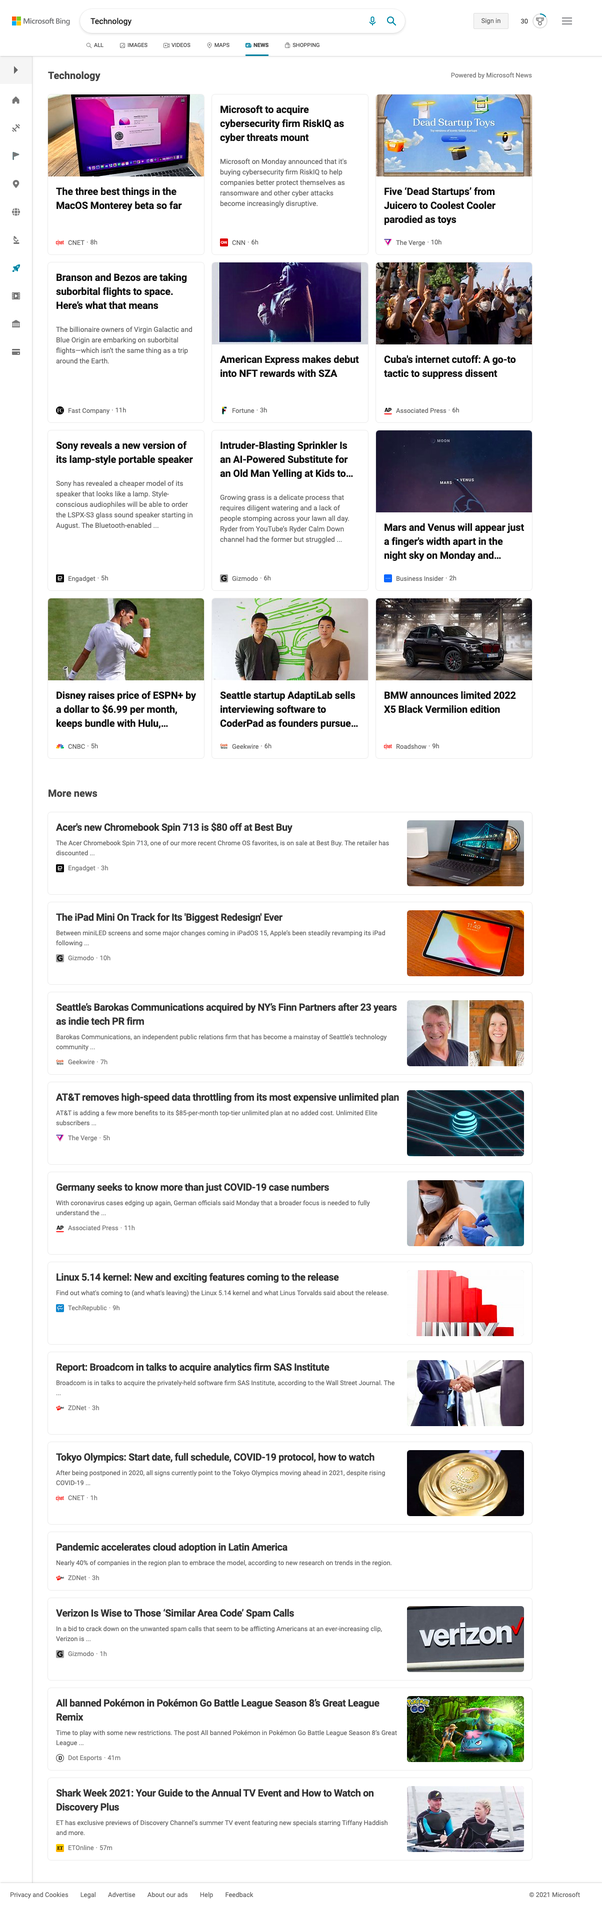 Microsoft Bing
Technology
Sign in
30
ALL
IMAGES
VIDEOS
MAPS
NEWS
SHOPPING
Technology
Powered by Microsoft News
The three best things in the
MacOS Monterey beta so far
CNET · 8h
Microsoft to acquire
cybersecurity firm RiskIQ as
cyber threats mount
Microsoft on Monday announced that it's
buying cybersecurity firm RiskIQ to help
companies better protect themselves as
ransomware and other cyber attacks
become increasingly disruptive.
CNN · 6h
Dead Startup Toys
Five ‘Dead Startups’ from
Juicero to Coolest Cooler
parodied as toys
The Verge · 10h
Branson and Bezos are taking
suborbital flights to space.
Here’s what that means
The billionaire owners of Virgin Galactic and
Blue Origin are embarking on suborbital
flights—which isn’t the same thing as a trip
around the Earth.
Fast Company · 11h
American Express makes debut
into NFT rewards with SZA
Fortune · 3h
Cuba's internet cutoff: A go-to
tactic to suppress dissent
AP Associated Press · 6h
Sony reveals a new version of
its lamp-style portable speaker
Sony has revealed a cheaper model of its
speaker that looks like a lamp. Style-
conscious audiophiles will be able to order
the LSPX-S3 glass sound speaker starting in
August. The Bluetooth-enabled ...
Engadget · 5h
Intruder-Blasting Sprinkler Is
an AI-Powered Substitute for
an Old Man Yelling at Kids to...
Growing grass is a delicate process that
requires diligent watering and a lack of
people stomping across your lawn all day.
Ryder from YouTube's Ryder Calm Down
channel had the former but struggled ...
Gizmodo · 6h
MOON
MARS
VENUS
Mars and Venus will appear just
a finger's width apart in the
night sky on Monday and...
Business Insider · 2h
Disney raises price of ESPN+ by
a dollar to $6.99 per month,
keeps bundle with Hulu,...
CNBC · 5h
Seattle startup AdaptiLab sells
interviewing software to
CoderPad as founders pursue...
Geekwire · 6h
BMW announces limited 2022
X5 Black Vermilion edition
Roadshow · 9h
More news
Acer's new Chromebook Spin 713 is $80 off at Best Buy
The Acer Chromebook Spin 713, one of our more recent Chrome OS favorites, is on sale at Best Buy. The retailer has
discounted ...
Engadget · 3h
The iPad Mini On Track for Its 'Biggest Redesign' Ever
Between miniLED screens and some major changes coming in iPadOS 15, Apple’s been steadily revamping its iPad
following ...
Gizmodo · 10h
Seattle’s Barokas Communications acquired by NY’s Finn Partners after 23 years
as indie tech PR firm
Barokas Communications, an independent public relations firm that has become a mainstay of Seattle’s technology
community ...
Geekwire · 7h
AT&T removes high-speed data throttling from its most expensive unlimited plan
AT&T is adding a few more benefits to its $85-per-month top-tier unlimited plan at no added cost. Unlimited Elite
subscribers ...
The Verge · 5h
Germany seeks to know more than just COVID-19 case numbers
With coronavirus cases edging up again, German officials said Monday that a broader focus is needed to fully
understand the ...
AP Associated Press · 11h
Linux 5.14 kernel: New and exciting features coming to the release
Find out what's coming to (and what's leaving) the Linux 5.14 kernel and what Linus Torvalds said about the release.
TechRepublic · 9h
LINUX
Report: Broadcom in talks to acquire analytics firm SAS Institute
Broadcom is in talks to acquire the privately-held software firm SAS Institute, according to the Wall Street Journal. The
...
ZDNet · 3h
Tokyo Olympics: Start date, full schedule, COVID-19 protocol, how to watch
After being postponed in 2020, all signs currently point to the Tokyo Olympics moving ahead in 2021, despite rising
COVID-19 ...
CNET · 1h
Pandemic accelerates cloud adoption in Latin America
Nearly 40% of companies in the region plan to embrace the model, according to new research on trends in the region.
ZDNet · 3h
Verizon Is Wise to Those ‘Similar Area Code’ Spam Calls
In a bid to crack down on the unwanted spam calls that seem to be afflicting Americans at an ever-increasing clip,
Verizon is ...
Gizmodo · 1h
verizon
All banned Pokémon in Pokémon Go Battle League Season 8’s Great League
Remix
Time to play with some new restrictions. The post All banned Pokémon in Pokémon Go Battle League Season 8’s Great
League ...
Dot Esports · 41m
POKÉMON
GO
Shark Week 2021: Your Guide to the Annual TV Event and How to Watch on
Discovery Plus
ET has exclusive previews of Discovery Channel's summer TV event featuring new specials starring Tiffany Haddish
and more.
ETOnline · 57m
Privacy and Cookies
Legal
Advertise
About our ads
Help
Feedback
© 2021 Microsoft